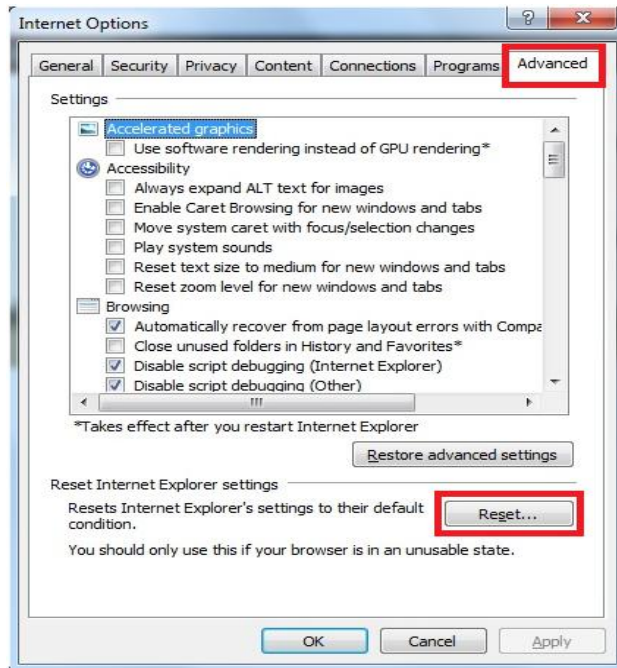 Internet Options
General Security Privacy Content Connections Programs Advanced
Settings
Accelerated graphics
Use software rendering instead of GPU rendering*
Accessibility
Always expand ALT text for images
Enable Caret Browsing for new windows and tabs
Move system caret with focus/selection changes
Play system sounds
Reset text size to medium for new windows and tabs
Reset zoom level for new windows and tabs
Browsing
Automatically recover from page layout errors with Compa
Close unused folders in History and Favorites*
Disable script debugging (Internet Explorer)
Disable script debugging (Other)
*Takes effect after you restart Internet Explorer
Restore advanced settings
Reset Internet Explorer settings
Resets Internet Explorer's settings to their default
condition.
Reset...
You should only use this if your browser is in an unusable state.
OK Cancel Apply